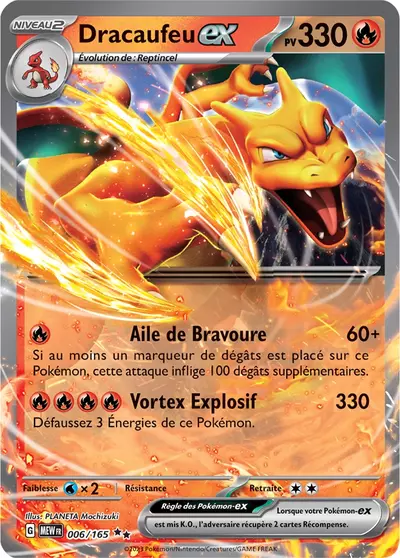 NIVEAU 2 Dracaufeu ex PV 330
Évolution de : Reptincel
Aile de Bravoure 60+
Si au moins un marqueur de dégâts est placé sur ce
Pokémon, cette attaque inflige 100 dégâts supplémentaires.
Vortex Explosif 330
Défaussez 3 Énergies de ce Pokémon.
Faiblesse × 2 Résistance Retraite
Illus: PLANETA Mochizuki
G MEW FR 006/165
Règle des Pokémon-ex Lorsque votre Pokémon-ex
est mis K.O., l'adversaire récupère 2 cartes Récompense.
©2023 Pokémon/Nintendo/Creatures/GAME FREAK